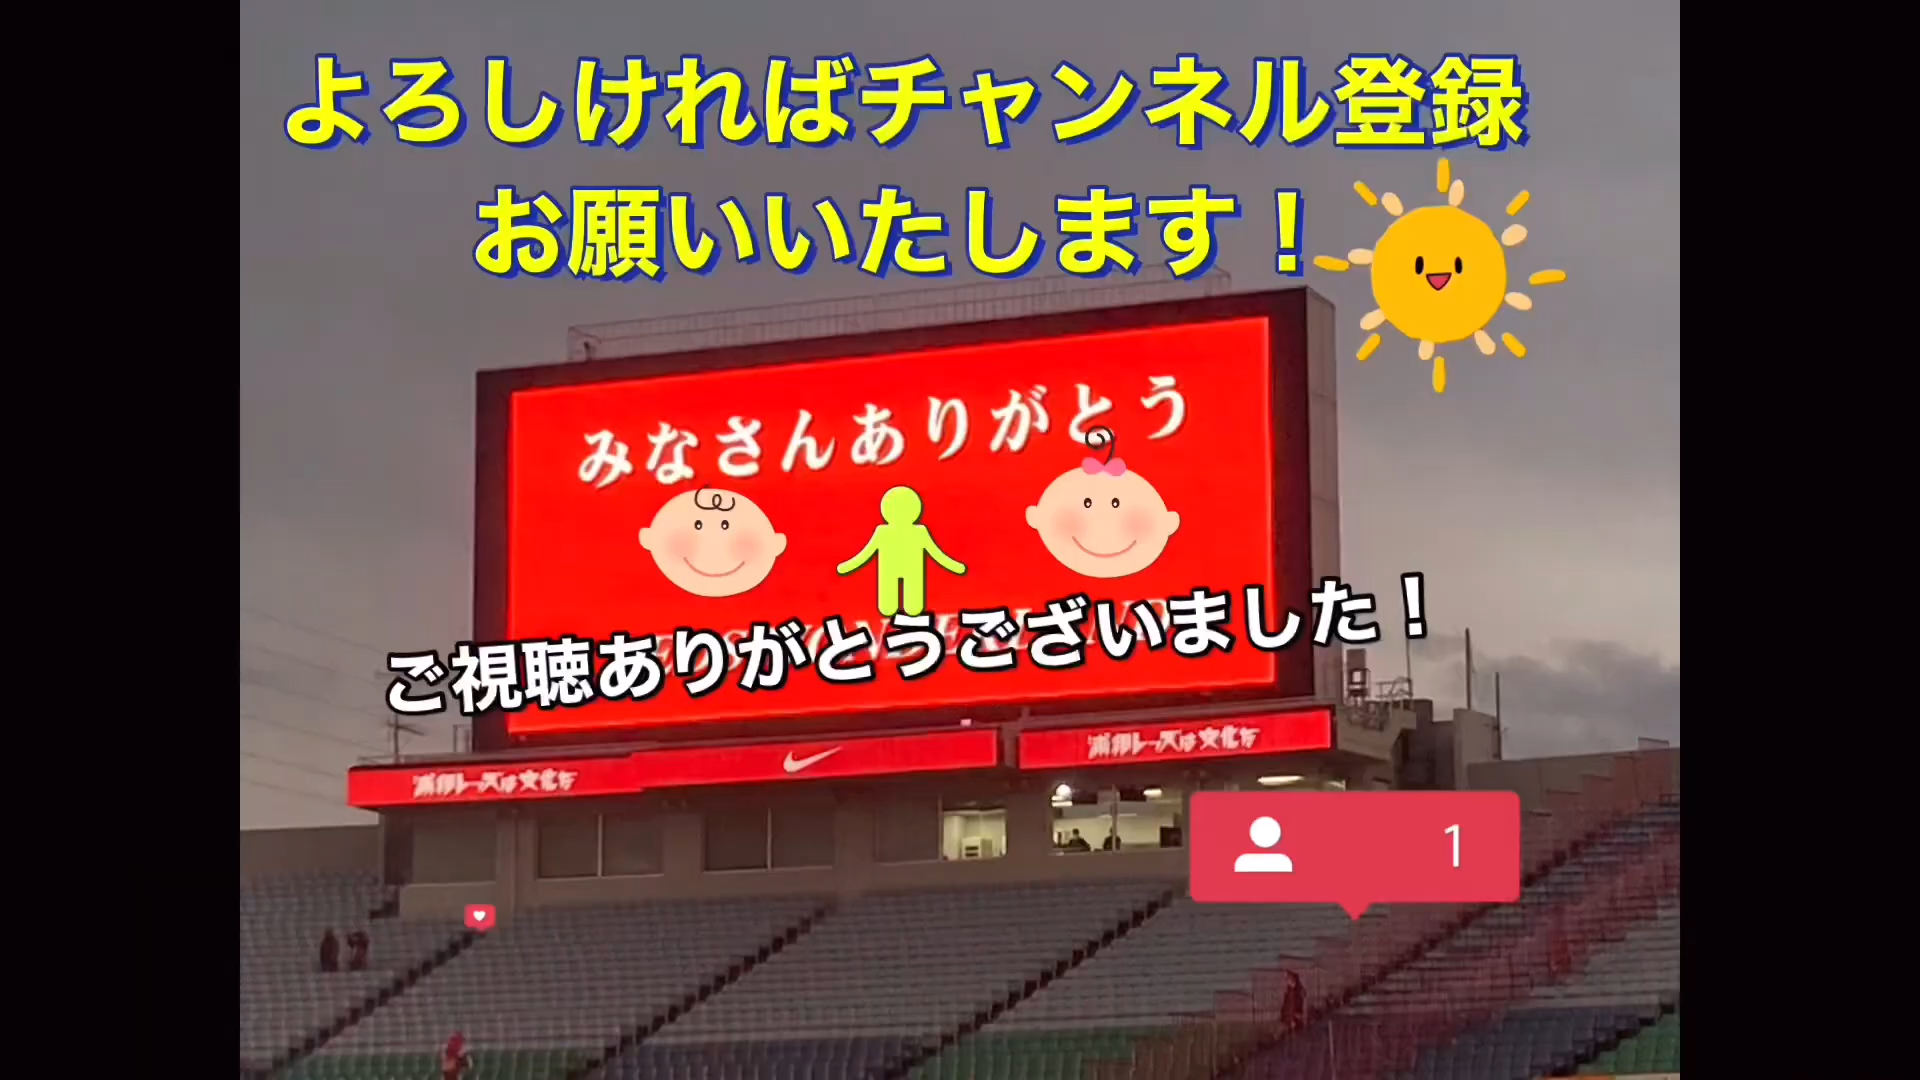 よろしければチャンネル登録
お願いいたします！
みなさんありがとう
ご視聴ありがとうございました！
1